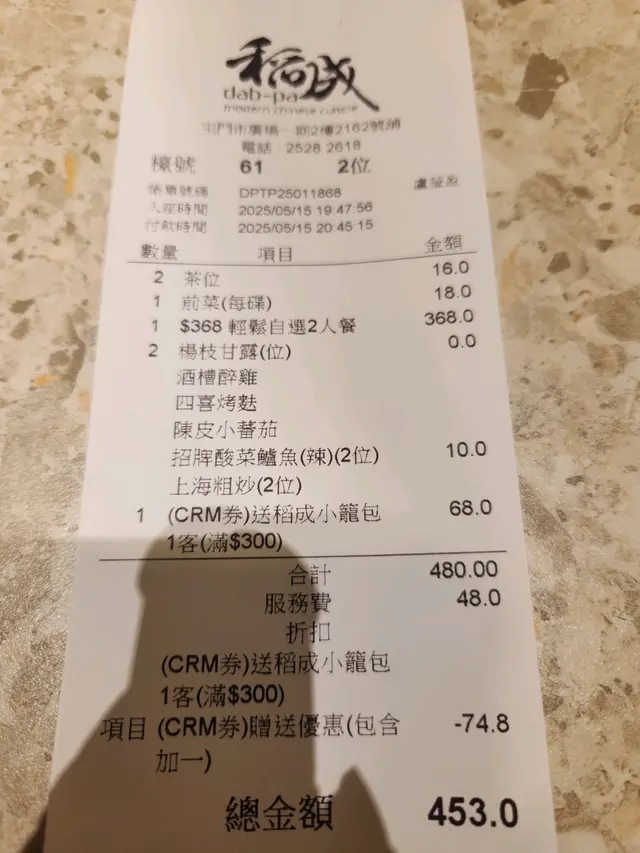 稻成
dab-pa
modern chinese cuisine
屯門市廣場一期2樓2162號舖
電話 2528 2618
檯號 61 2位
帳單號碼 DPTP25011868
入座時間 2025/05/15 19:47:56
付款時間 2025/05/15 20:45:15
數量 項目 金額
2 茶位 16.0
1 前菜(每碟) 18.0
1 $368 輕鬆自選2人餐 368.0
2 楊枝甘露(位) 0.0
酒糟醉雞
四喜烤麩
陳皮小蕃茄
招牌酸菜鱸魚(辣)(2位) 10.0
上海粗炒(2位)
1 (CRM券)送稻成小籠包 68.0
1客(滿$300)
合計 480.00
服務費 48.0
折扣
(CRM券)送稻成小籠包
1客(滿$300)
項目 (CRM券)贈送優惠(包含 -74.8
加一)
總金額 453.0